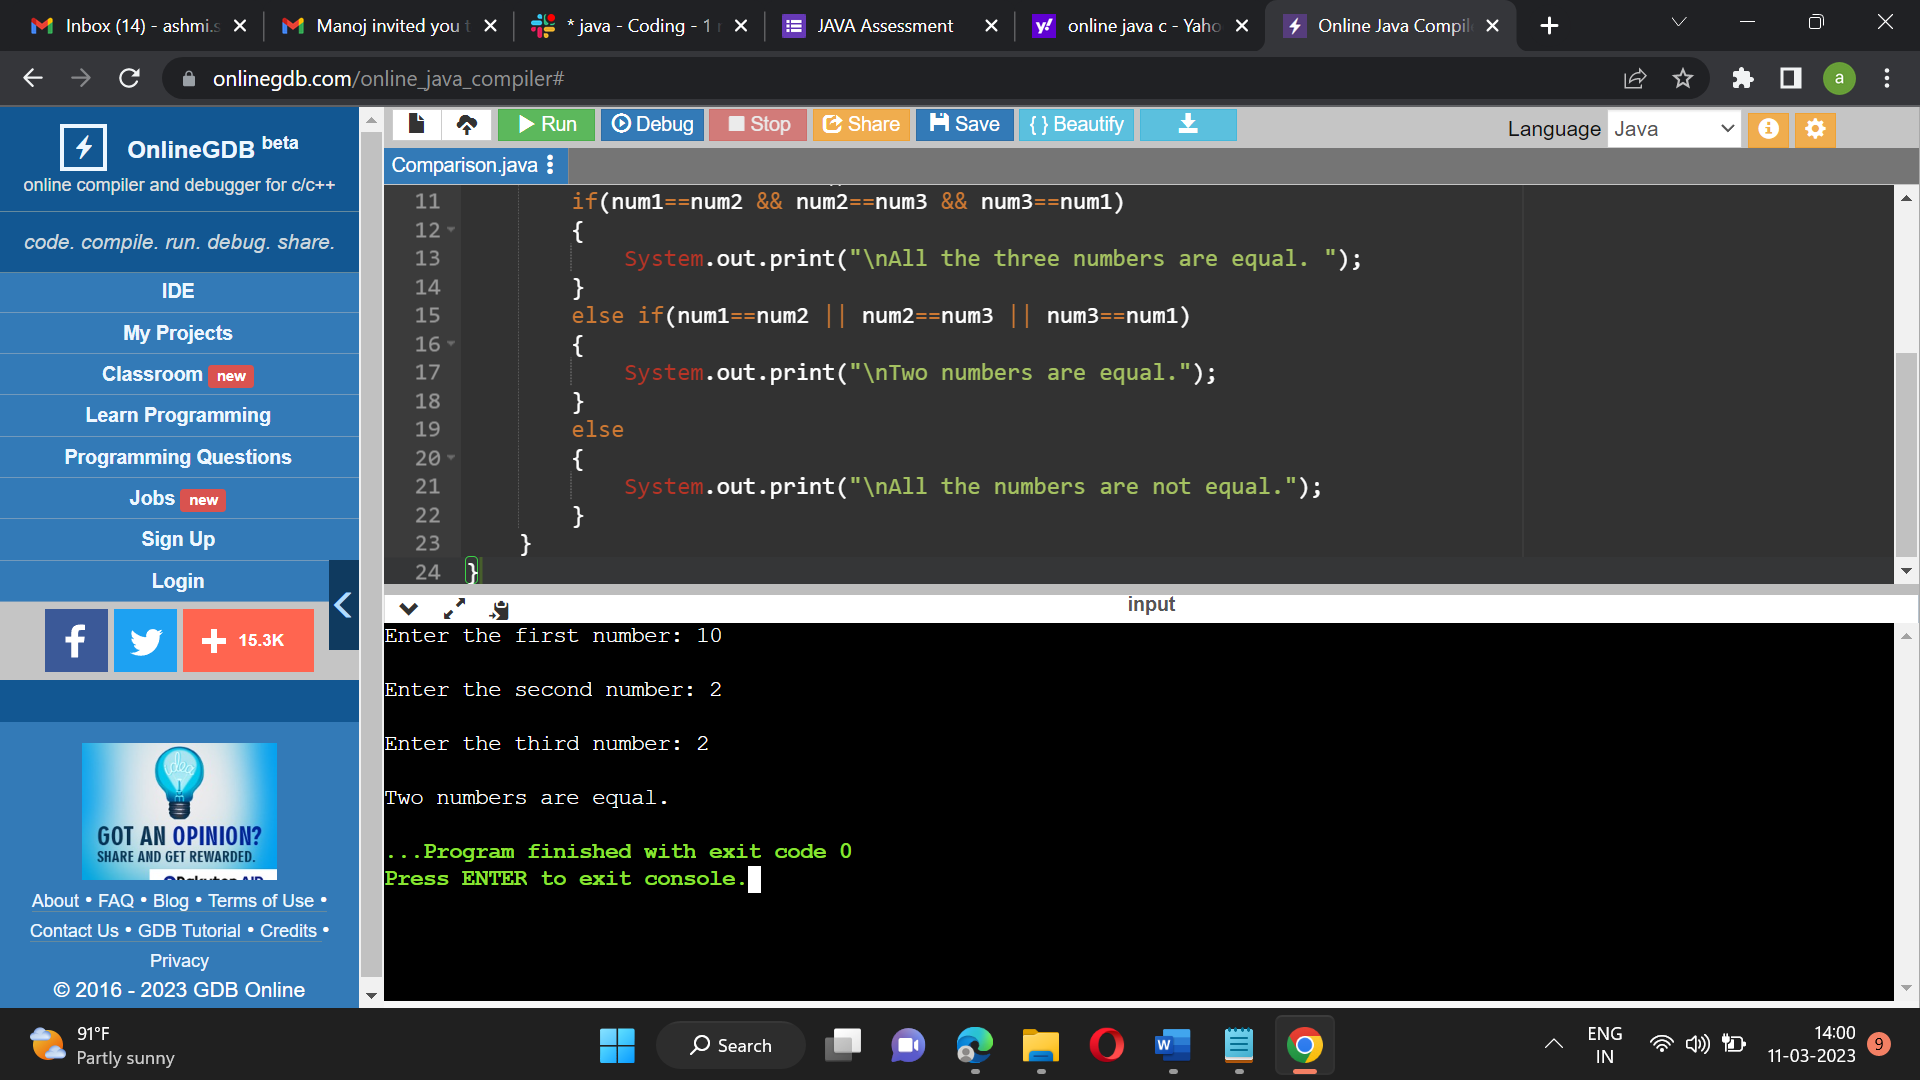 Inbox (14) - ashmi.s
Manoj invited you t
* java - Coding - 1
JAVA Assessment
online java c - Yaho
Online Java Compil
onlinegdb.com/online_java_compiler#
a
OnlineGDB beta
online compiler and debugger for c/c++
code. compile. run. debug. share.
IDE
My Projects
Classroom new
Learn Programming
Programming Questions
Jobs new
Sign Up
Login
f
15.3K
idea
GOT AN OPINION?
SHARE AND GET REWARDED.
About • FAQ • Blog • Terms of Use •
Contact Us • GDB Tutorial • Credits •
Privacy
© 2016 - 2023 GDB Online
Run Debug Stop Share Save {} Beautify
Language Java
Comparison.java
11 if(num1==num2 && num2==num3 && num3==num1)
12 {
13 System.out.print("\nAll the three numbers are equal. ");
14 }
15 else if(num1==num2 || num2==num3 || num3==num1)
16 {
17 System.out.print("\nTwo numbers are equal.");
18 }
19 else
20 {
21 System.out.print("\nAll the numbers are not equal.");
22 }
23 }
24 }
input
Enter the first number: 10
Enter the second number: 2
Enter the third number: 2
Two numbers are equal.
...Program finished with exit code 0
Press ENTER to exit console.
91°F
Partly sunny
Search
ENG
IN
14:00
11-03-2023
9